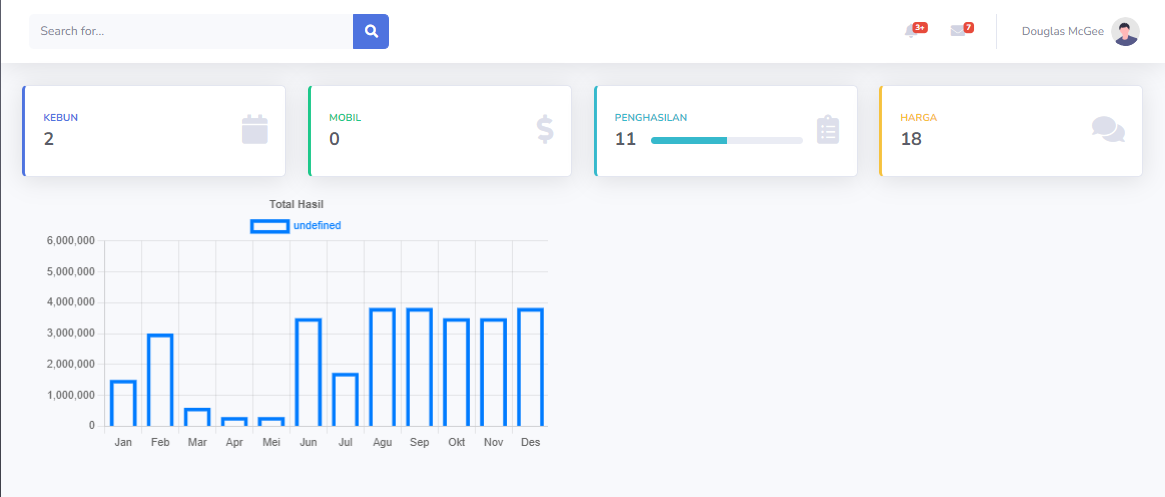 Search for...
3+
7
Douglas McGee
KEBUN
2
MOBIL
0
PENGHASILAN
11
HARGA
18
Total Hasil
undefined
6,000,000
5,000,000
4,000,000
3,000,000
2,000,000
1,000,000
0
Jan Feb Mar Apr Mei Jun Jul Agu Sep Okt Nov Des